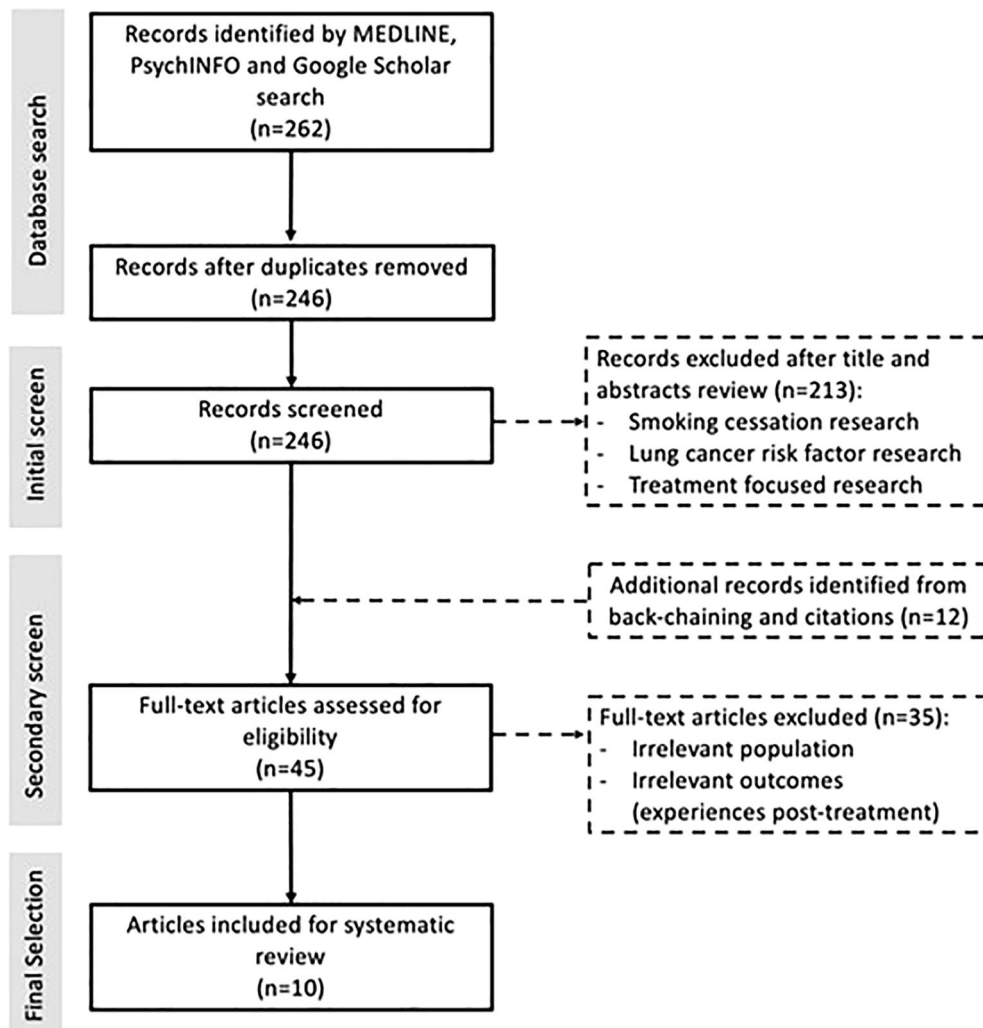 Database search
Records identified by MEDLINE,
PsychINFO and Google Scholar
search
(n=262)
Records after duplicates removed
(n=246)
Initial screen
Records screened
(n=246)
Records excluded after title and
abstracts review (n=213):
- Smoking cessation research
- Lung cancer risk factor research
- Treatment focused research
Secondary screen
Additional records identified from
back-chaining and citations (n=12)
Full-text articles assessed for
eligibility
(n=45)
Full-text articles excluded (n=35):
- Irrelevant population
- Irrelevant outcomes
(experiences post-treatment)
Final Selection
Articles included for systematic
review
(n=10)